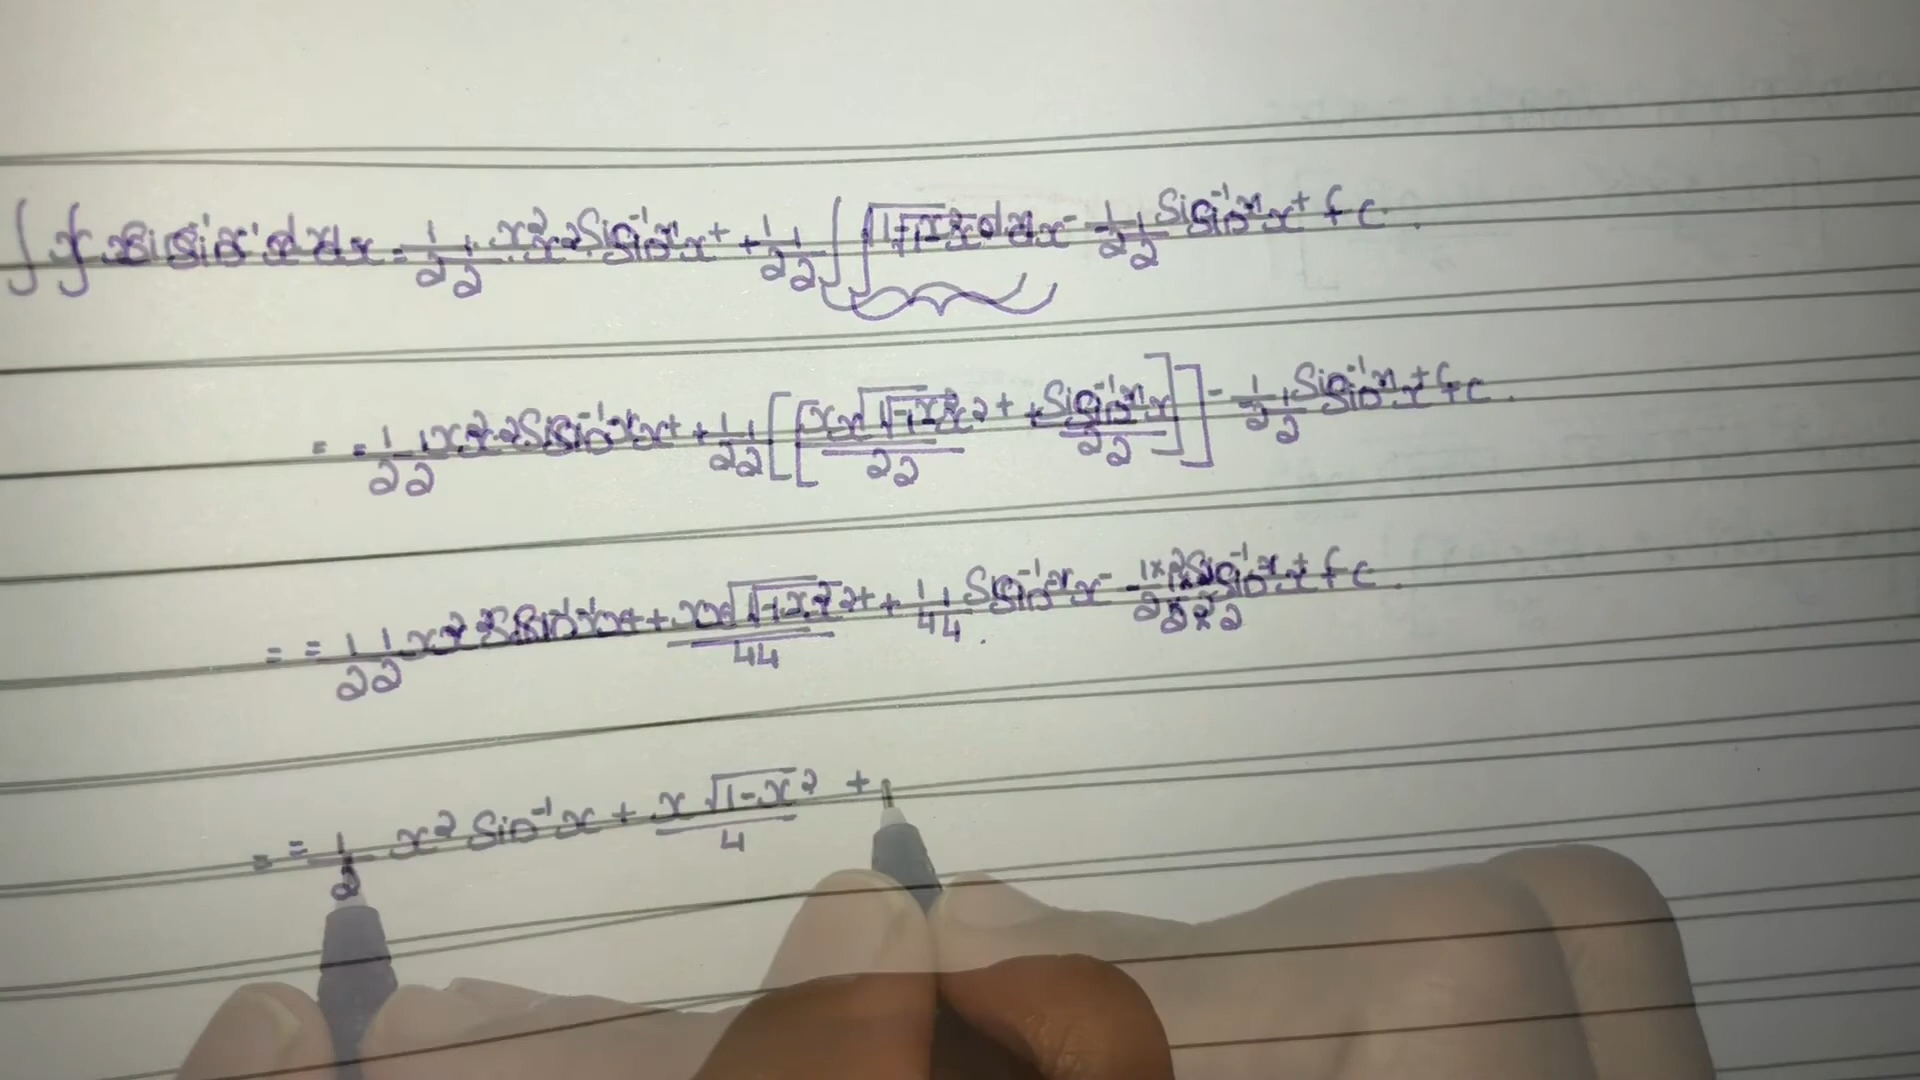 ∫ x sin⁻¹x dx = 1/2 x² Sin⁻¹x + 1/2 ∫ √(1-x²) dx - 1/2 Sin⁻¹x + C.
= 1/2 x² Sin⁻¹x + 1/2 [x√(1-x²)/2 + Sin⁻¹x/2] - 1/2 Sin⁻¹x + C.
= 1/2 x² Sin⁻¹x + x√(1-x²)/4 + 1/4 Sin⁻¹x - 1×2/2×2 Sin⁻¹x + C.
= 1/2 x² Sin⁻¹x + x√(1-x²)/4 +